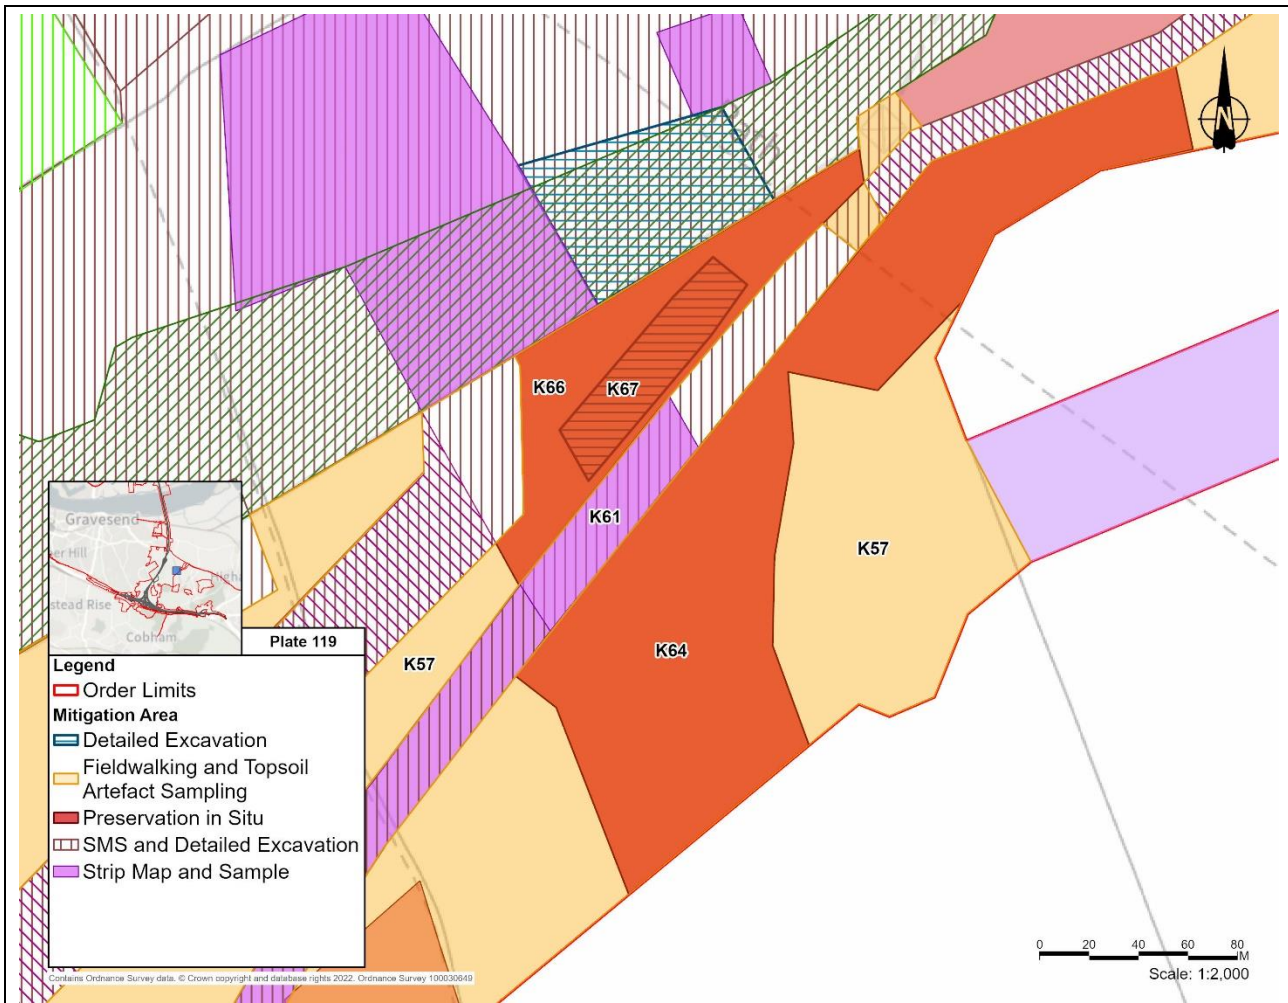 N
K66
K67
K61
K57
K64
K57
Gravesend
Cobham
Plate 119
Legend
Order Limits
Mitigation Area
Detailed Excavation
Fieldwalking and Topsoil
Artefact Sampling
Preservation in Situ
SMS and Detailed Excavation
Strip Map and Sample
Contains Ordnance Survey data. © Crown copyright and database rights 2022. Ordnance Survey 100030649
0 20 40 60 80
M
Scale: 1:2,000